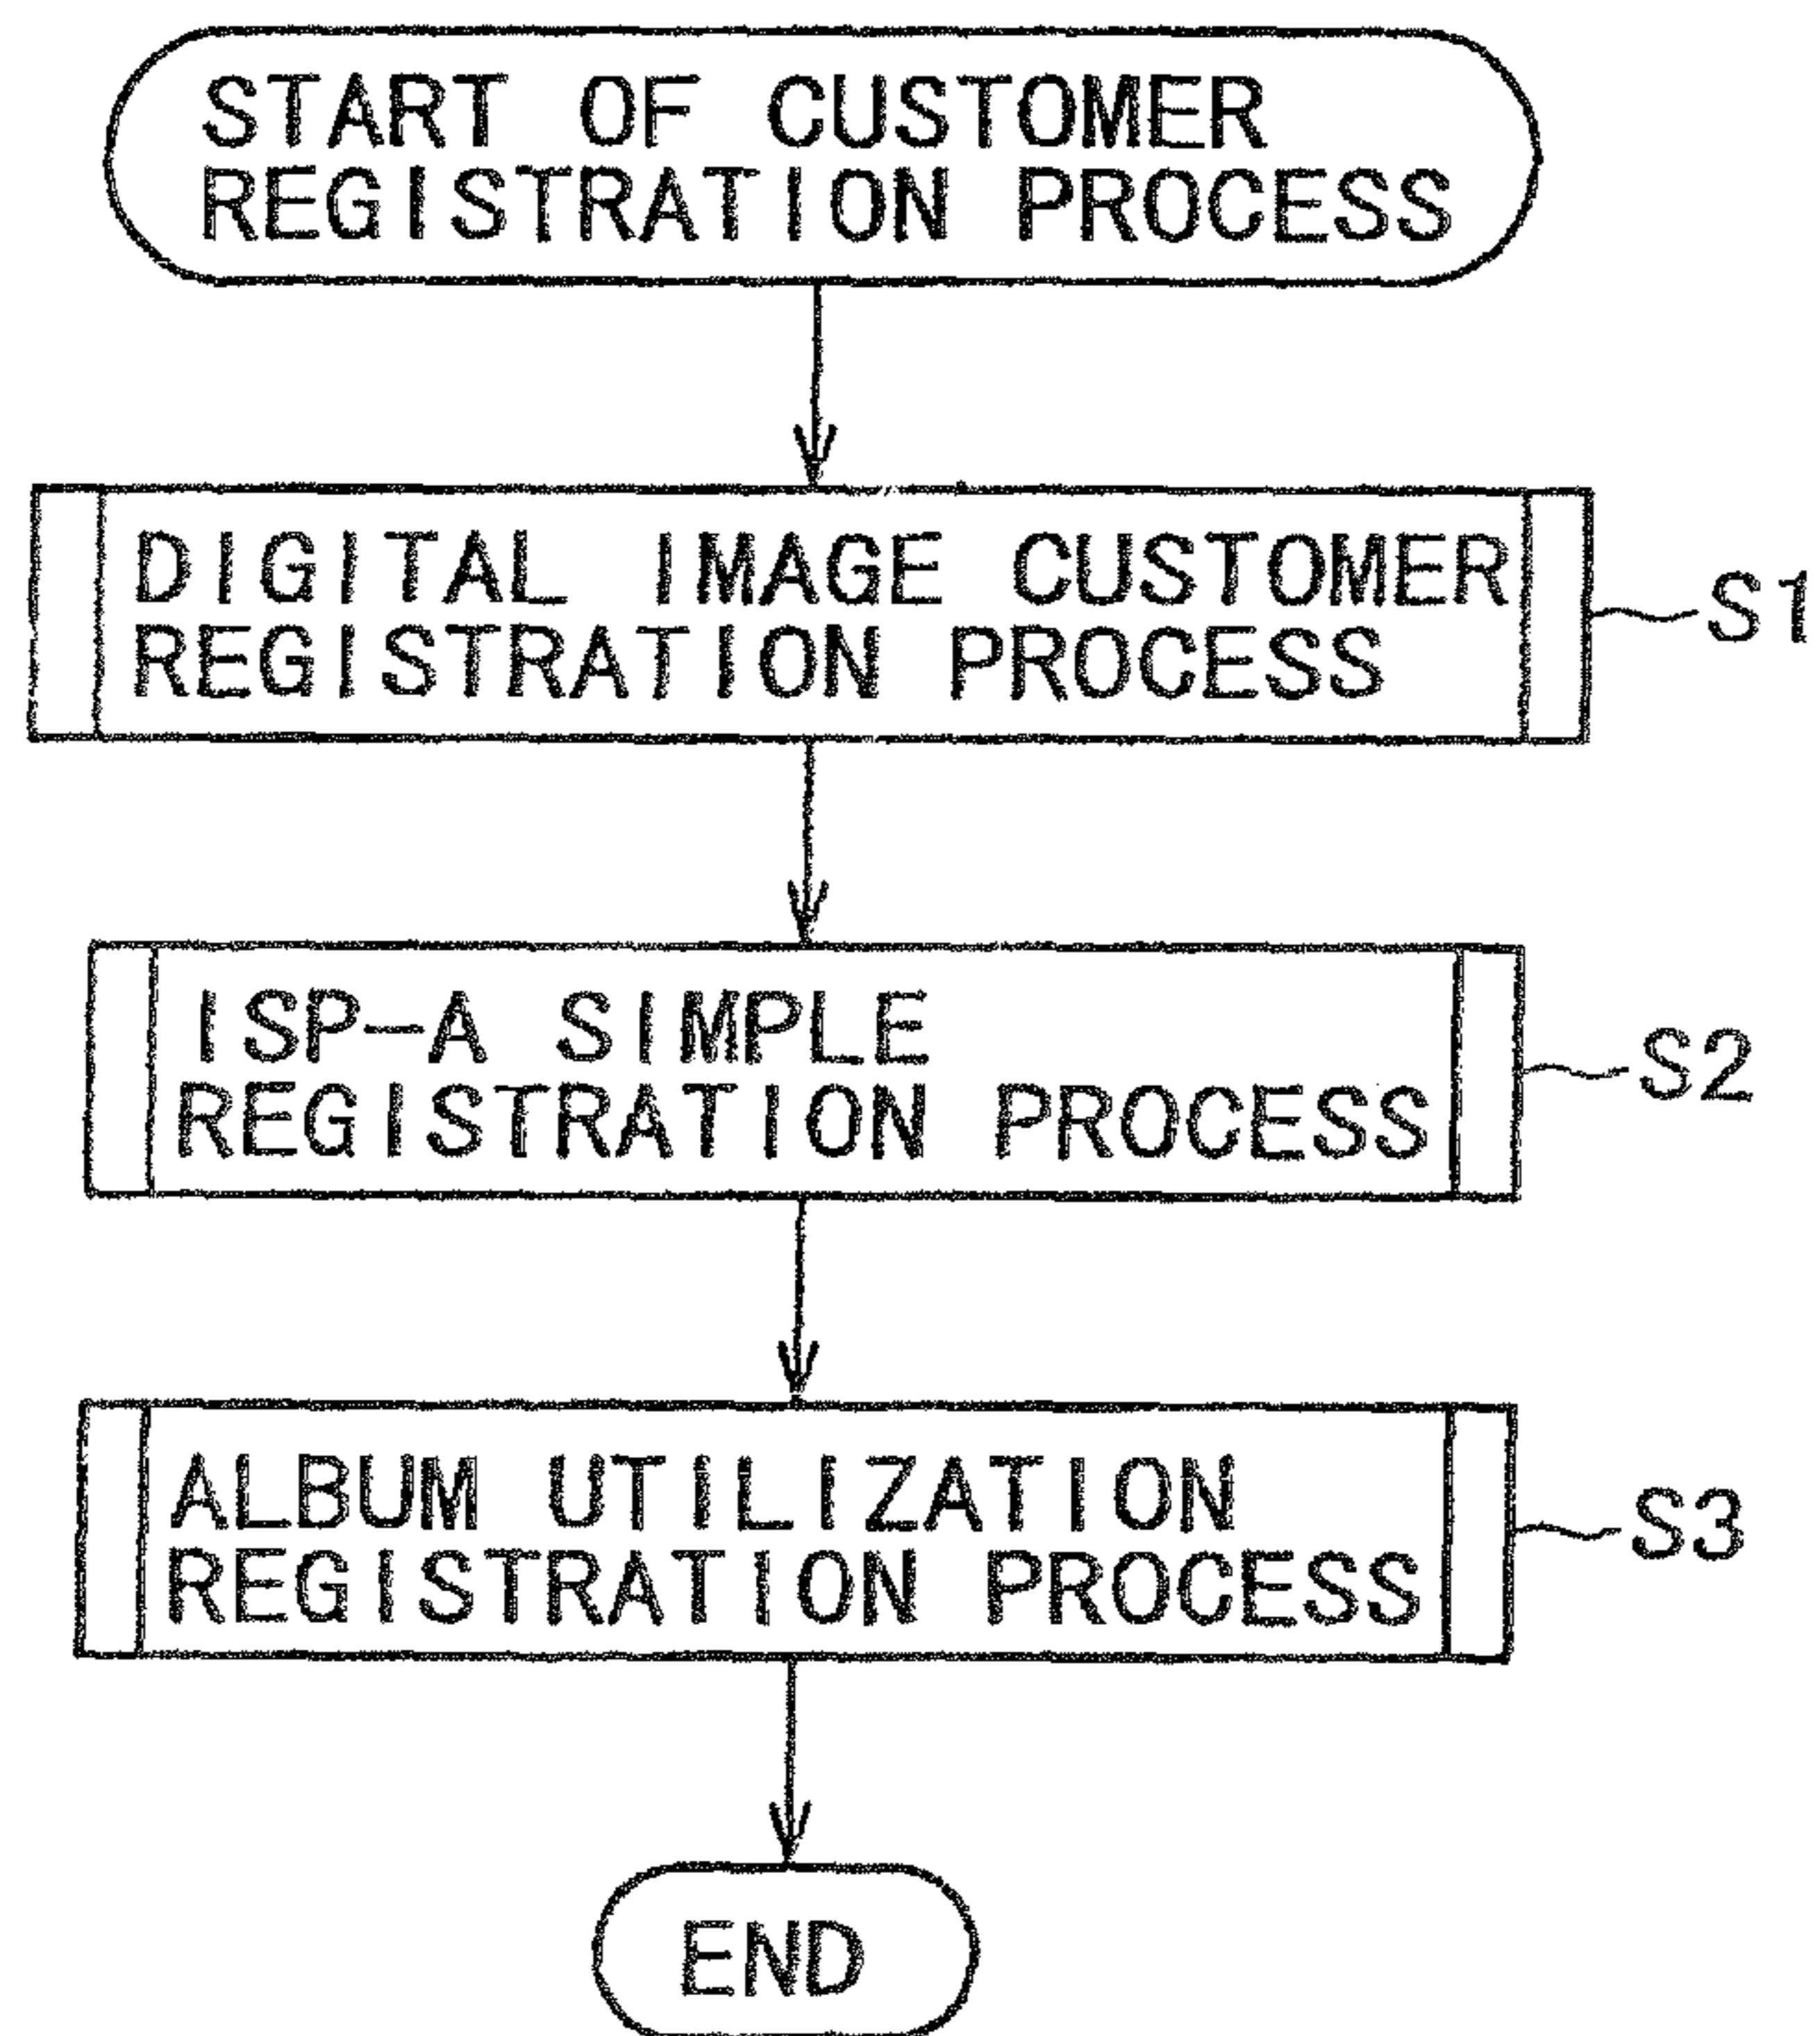 START OF CUSTOMER
REGISTRATION PROCESS
DIGITAL IMAGE CUSTOMER
REGISTRATION PROCESS
S1
ISP-A SIMPLE
REGISTRATION PROCESS
S2
ALBUM UTILIZATION
REGISTRATION PROCESS
S3
END